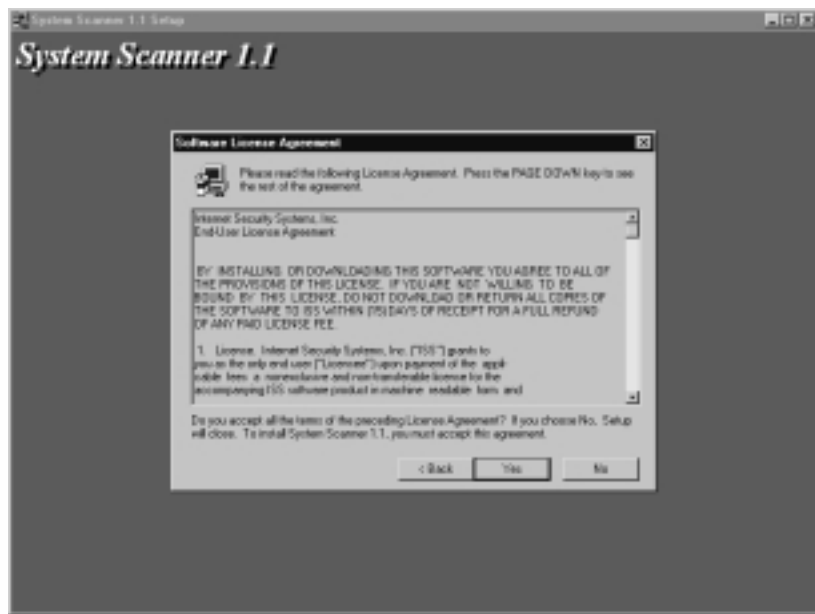 System Scanner 1.1 Setup
System Scanner 1.1
Software License Agreement
Please read the following License Agreement. Press the PAGE DOWN key to see
the rest of the agreement.
Internet Security Systems, Inc.
End-User License Agreement
BY INSTALLING OR DOWNLOADING THIS SOFTWARE YOU AGREE TO ALL OF
THE PROVISIONS OF THIS LICENSE. IF YOU ARE NOT WILLING TO BE
BOUND BY THIS LICENSE, DO NOT DOWNLOAD OR RETURN ALL COPIES OF
THE SOFTWARE TO ISS WITHIN (15) DAYS OF RECEIPT FOR A FULL REFUND
OF ANY PAID LICENSE FEE.
1. License. Internet Security Systems, Inc. ("ISS") grants to
you as the only end user ("Licensee") upon payment of the appli-
cable fees a nonexclusive and non-transferable license for the
accompanying ISS software product in machine readable form and
Do you accept all the terms of the preceding License Agreement? If you choose No, Setup
will close. To install System Scanner 1.1, you must accept this agreement.
< Back Yes No